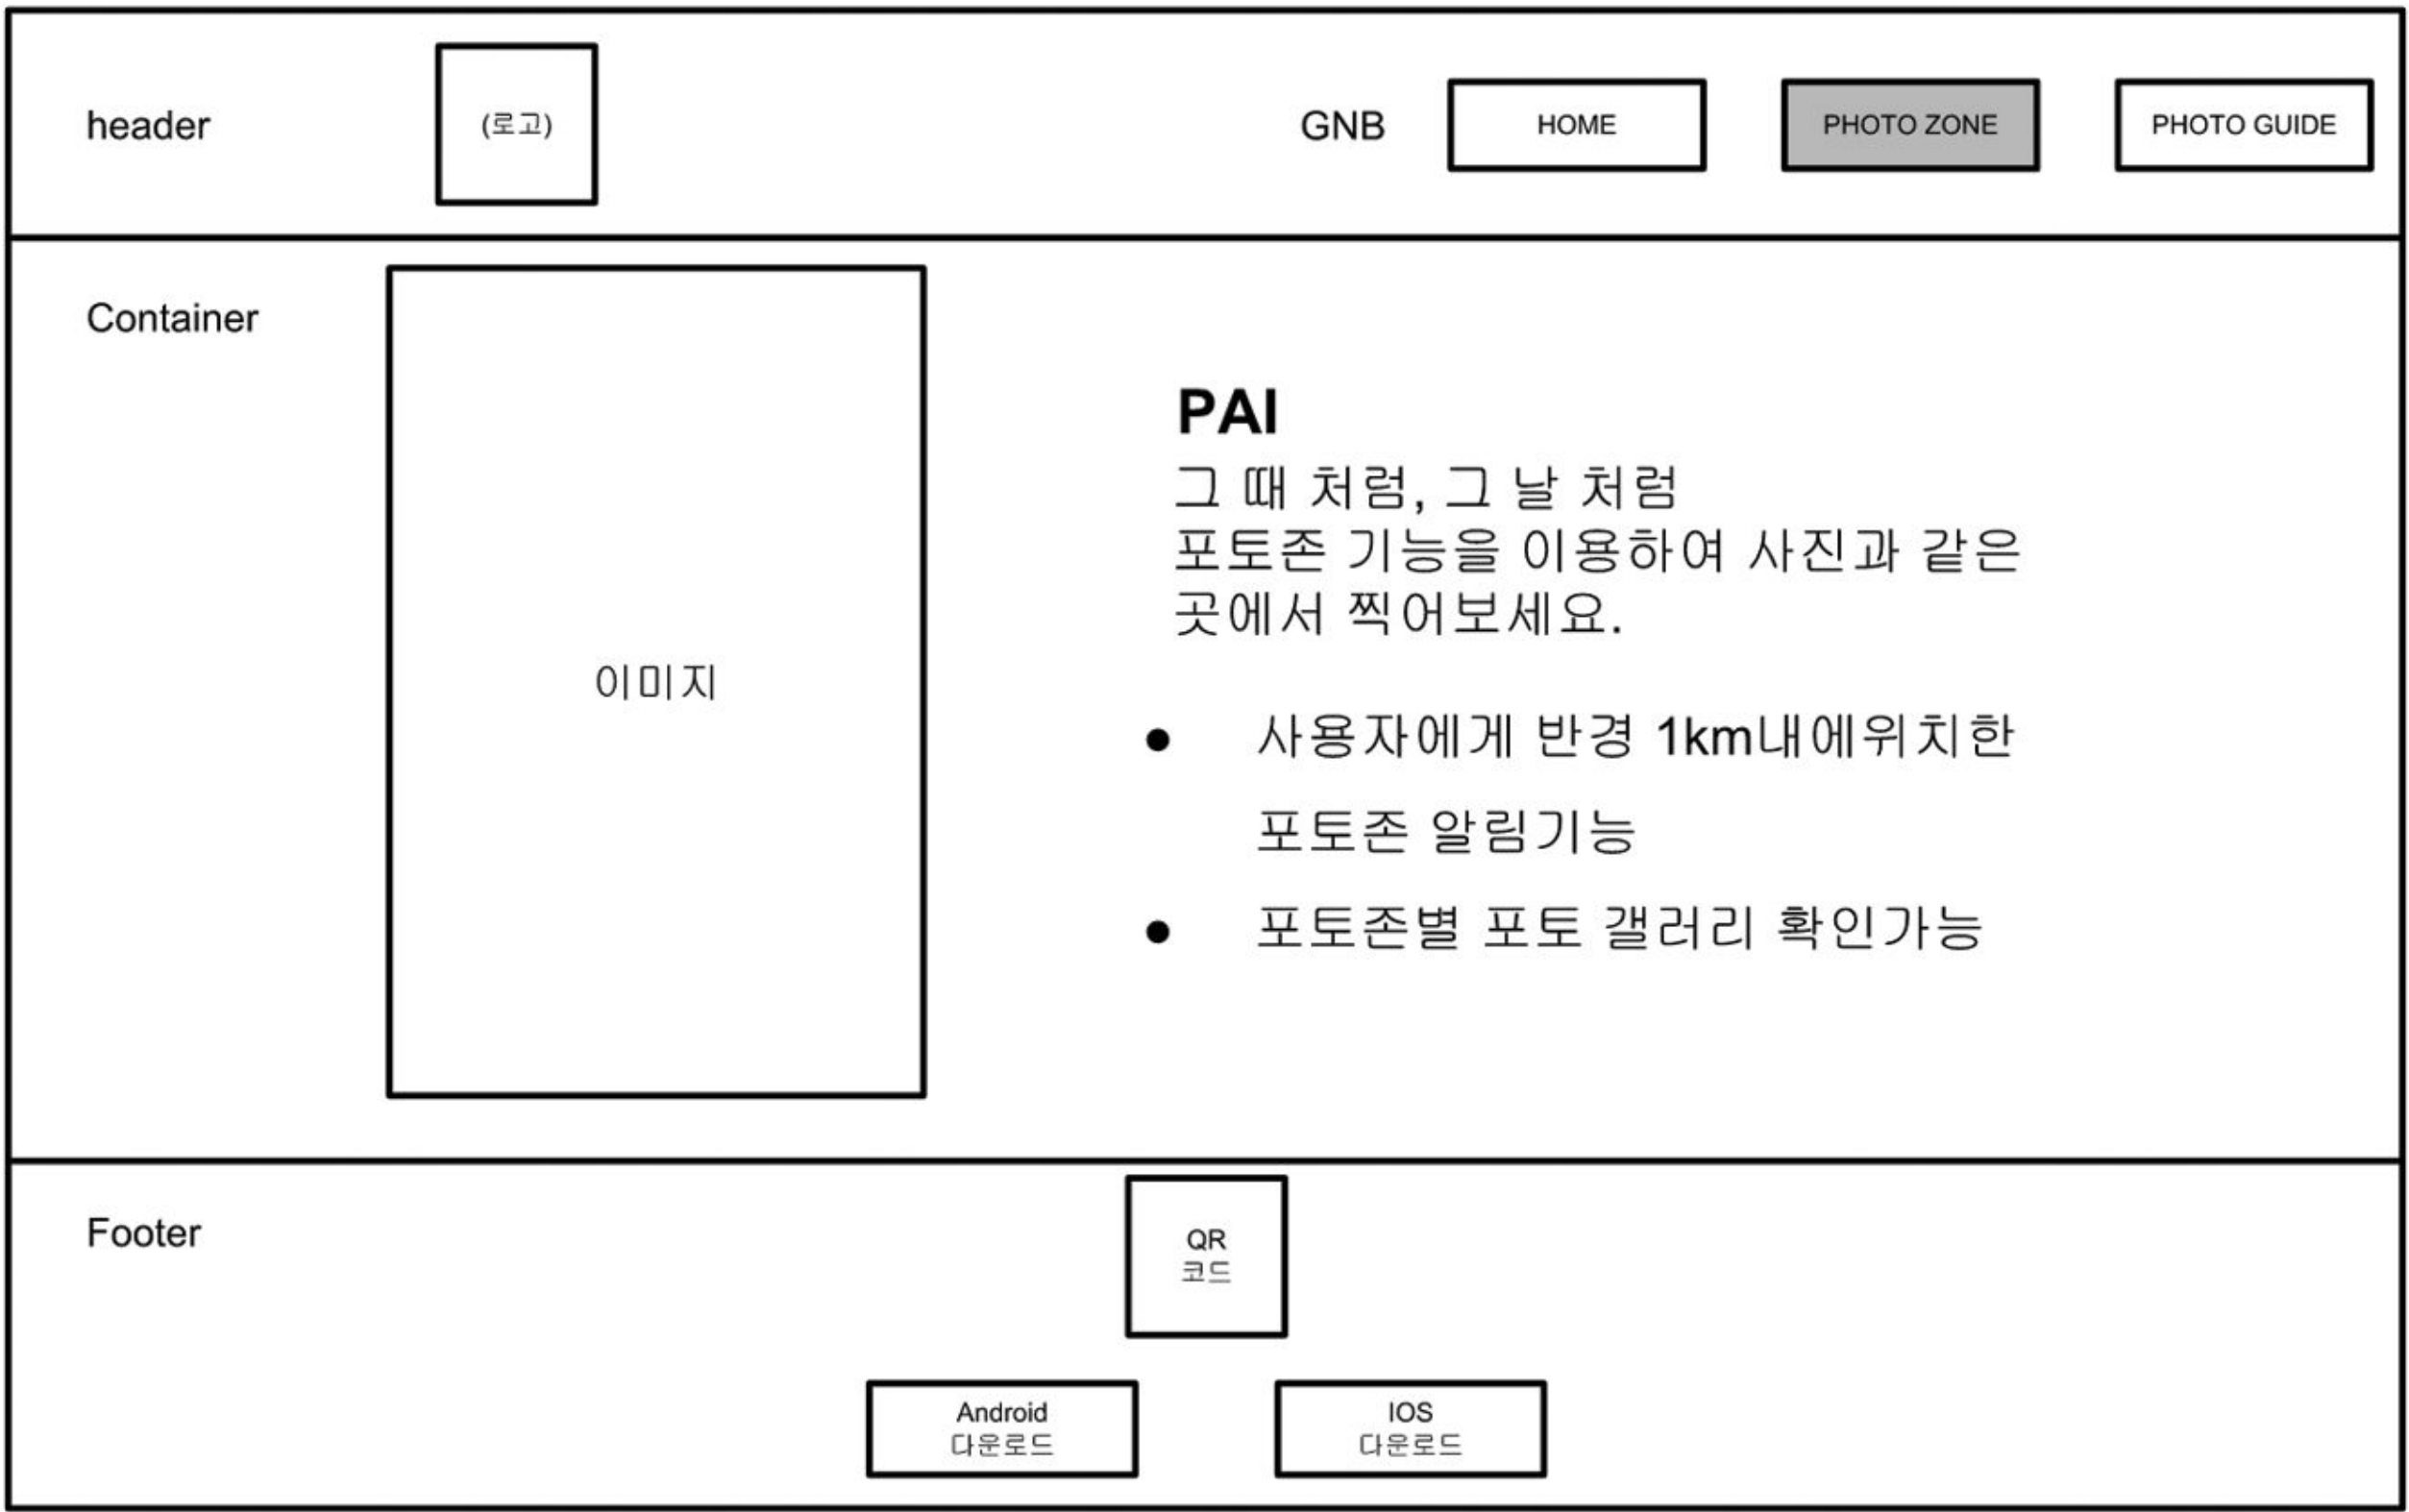 header
(로고)
GNB
HOME
PHOTO ZONE
PHOTO GUIDE
Container
이미지
PAI
그 때 처럼, 그 날 처럼
포토존 기능을 이용하여 사진과 같은
곳에서 찍어보세요.
● 사용자에게 반경 1km내에위치한
포토존 알림기능
● 포토존별 포토 갤러리 확인가능
Footer
QR
코드
Android
다운로드
IOS
다운로드